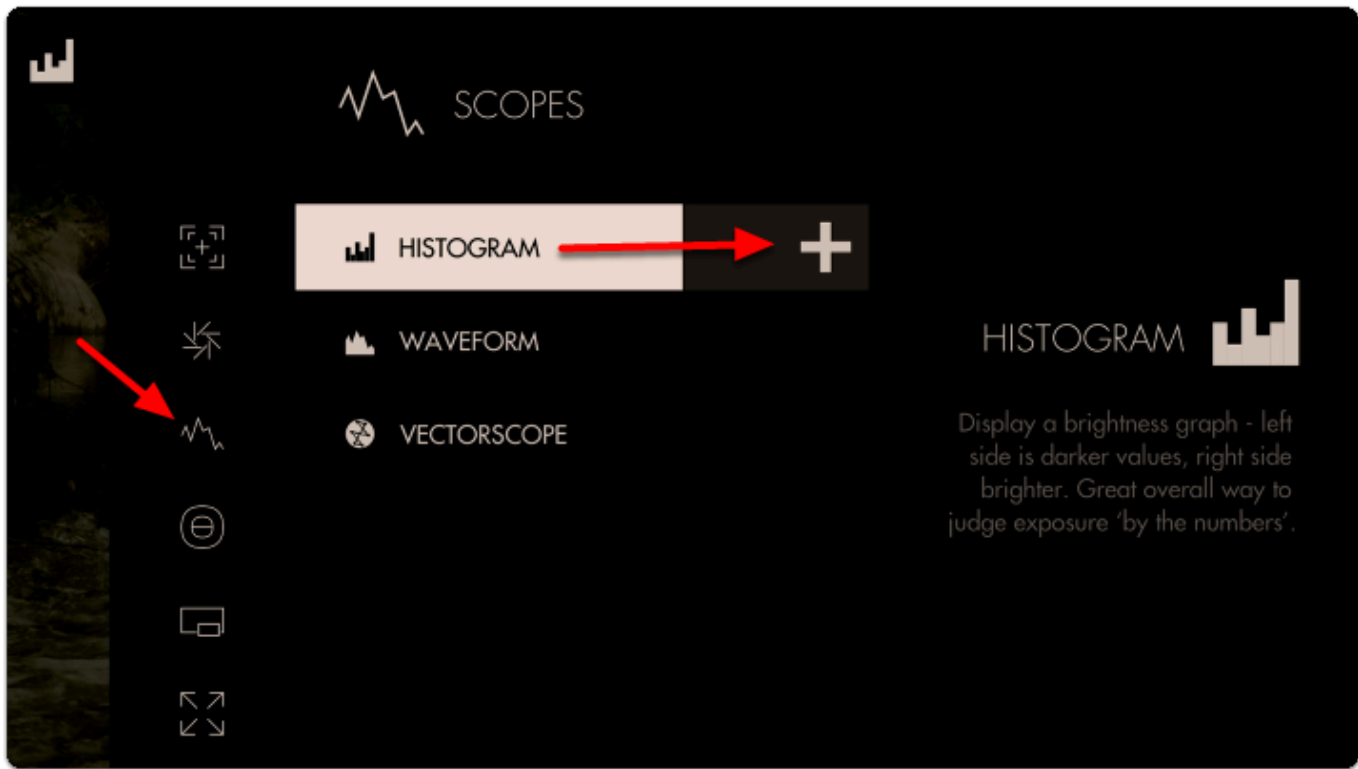 SCOPES
HISTOGRAM
WAVEFORM
VECTORSCOPE
HISTOGRAM
Display a brightness graph - left
side is darker values, right side
brighter. Great overall way to
judge exposure ‘by the numbers’.